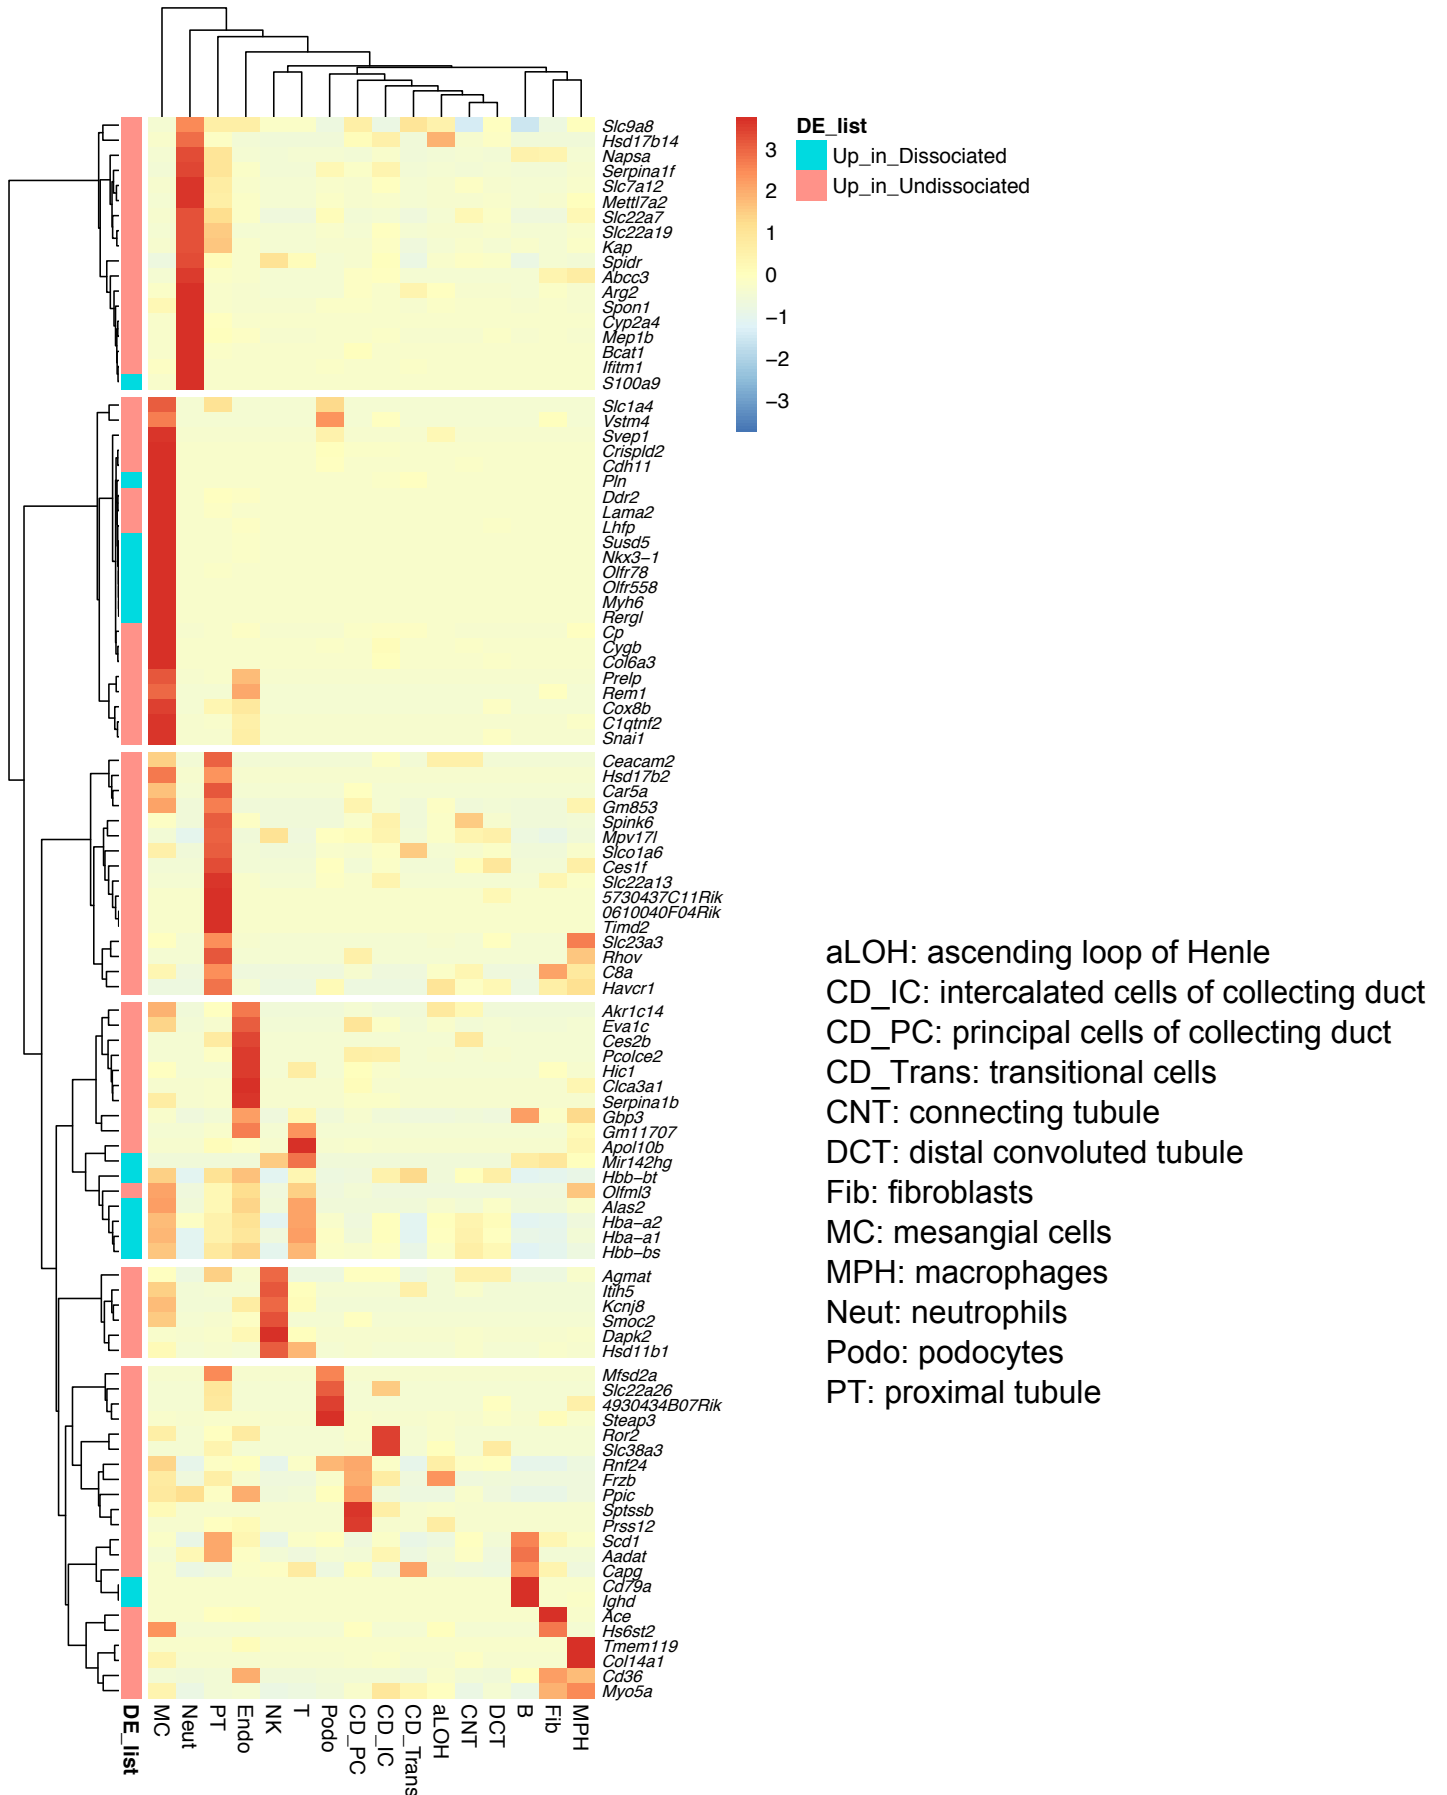 Slc9a8
Hsd17b14
Napsa
Serpina1f
Slc7a12
Mettl7a2
Slc22a7
Slc22a19
Kap
Spidr
Abcc3
Arg2
Spon1
Cyp2a4
Mep1b
Bcat1
Ifitm1
S100a9
Slc1a4
Vstm4
Svep1
Crispld2
Cdh11
Pln
Ddr2
Lama2
Lhfp
Susd5
Nkx3−1
Olfr78
Olfr558
Myh6
Rergl
Cp
Cygb
Col6a3
Prelp
Rem1
Cox8b
C1qtnf2
Snai1
Ceacam2
Hsd17b2
Car5a
Gm853
Spink6
Mpv17l
Slco1a6
Ces1f
Slc22a13
5730437C11Rik
0610040F04Rik
Timd2
Slc23a3
Rhov
C8a
Havcr1
Akr1c14
Eva1c
Ces2b
Pcolce2
Hic1
Clca3a1
Serpina1b
Gbp3
Gm11707
Apol10b
Mir142hg
Hbb−bt
Olfml3
Alas2
Hba−a2
Hba−a1
Hbb−bs
Agmat
Itih5
Kcnj8
Smoc2
Dapk2
Hsd11b1
Mfsd2a
Slc22a26
4930434B07Rik
Steap3
Ror2
Slc38a3
Rnf24
Frzb
Ppic
Sptssb
Prss12
Scd1
Aadat
Capg
Cd79a
Ighd
Ace
Hs6st2
Tmem119
Col14a1
Cd36
Myo5a
DE_list
MC
Neut
PT
Endo
NK
T
Podo
CD_PC
CD_IC
CD_Trans
aLOH
CNT
DCT
B
Fib
MPH
3
2
1
0
−1
−2
−3
DE_list
Up_in_Dissociated
Up_in_Undissociated
aLOH: ascending loop of Henle
CD_IC: intercalated cells of collecting duct
CD_PC: principal cells of collecting duct
CD_Trans: transitional cells
CNT: connecting tubule
DCT: distal convoluted tubule
Fib: fibroblasts
MC: mesangial cells
MPH: macrophages
Neut: neutrophils
Podo: podocytes
PT: proximal tubule